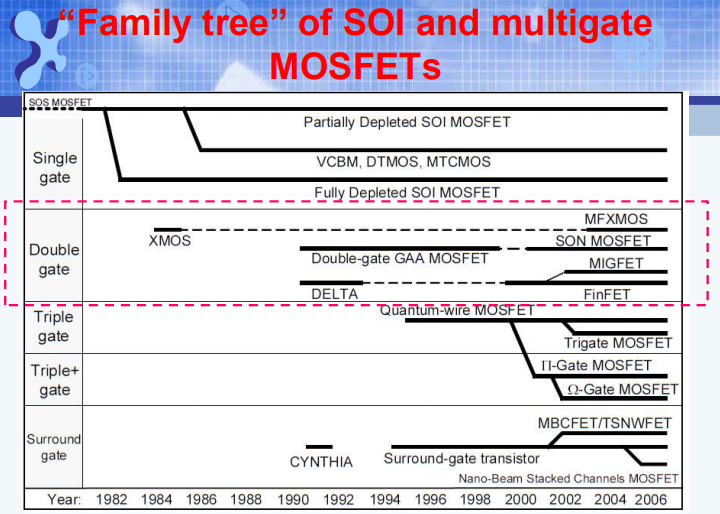 “Family tree” of SOI and multigate
MOSFETs
SOS MOSFET
Partially Depleted SOI MOSFET
Single
gate
VCBM, DTMOS, MTCMOS
Fully Depleted SOI MOSFET
MFXMOS
XMOS
SON MOSFET
Double
gate
Double-gate GAA MOSFET
MIGFET
DELTA
FinFET
Triple
gate
Quantum-wire MOSFET
Trigate MOSFET
Triple+
gate
Π-Gate MOSFET
Ω-Gate MOSFET
MBCFET/TSNWFET
Surround
gate
CYNTHIA
Surround-gate transistor
Nano-Beam Stacked Channels MOSFET
Year: 1982 1984 1986 1988 1990 1992 1994 1996 1998 2000 2002 2004 2006